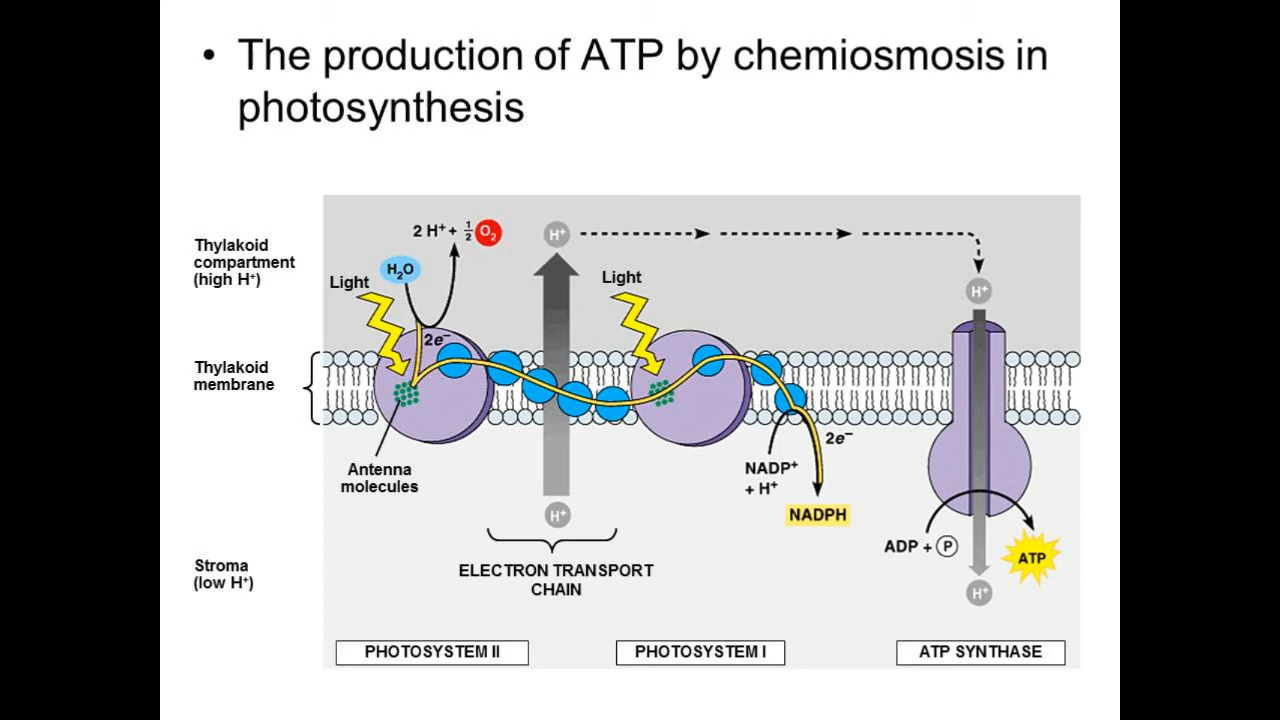 • The production of ATP by chemiosmosis in
photosynthesis
Thylakoid
compartment
(high H⁺)
2 H⁺ + ½ O₂
H⁺
H₂O
Light
Light
H⁺
2e⁻
Thylakoid
membrane
Antenna
molecules
2e⁻
NADP⁺
+ H⁺
NADPH
H⁺
ADP + P
ATP
Stroma
(low H⁺)
ELECTRON TRANSPORT
CHAIN
H⁺
PHOTOSYSTEM II
PHOTOSYSTEM I
ATP SYNTHASE